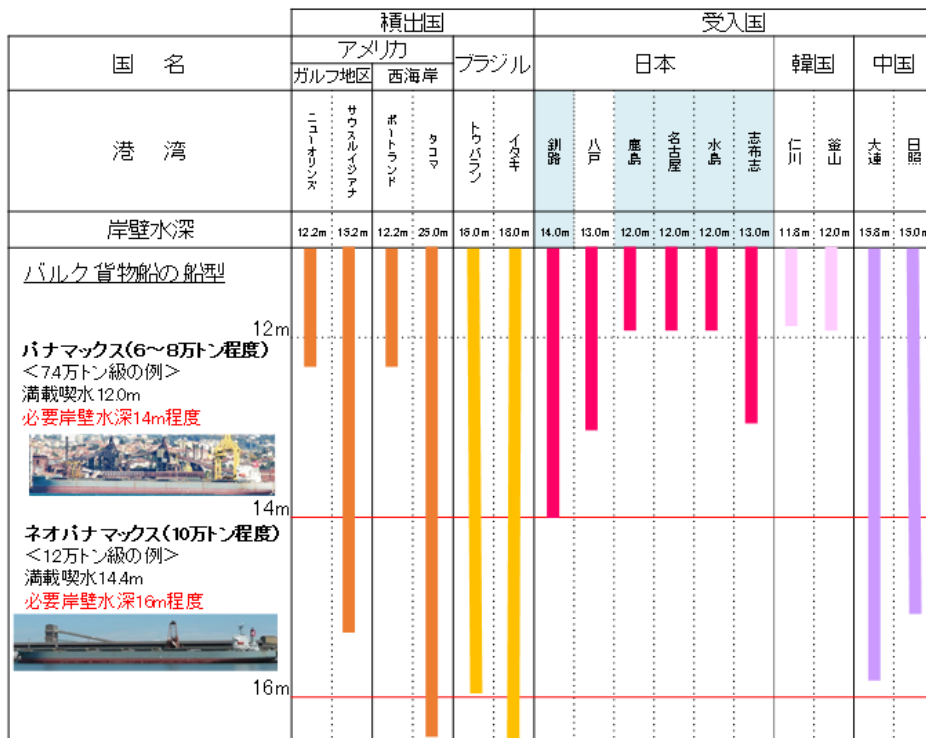 積出国 受入国
国 名 アメリカ ブラジル 日本 韓国 中国
ガルフ地区 西海岸
港 湾 ニューオリンズ サウスルイジアナ ポートランド タコマ トゥバラン イタキ 釧路 八戸 鹿島 名古屋 水島 志布志 仁川 釜山 大連 日照
岸壁水深 12.2m 15.2m 12.2m 25.0m 16.0m 18.0m 14.0m 13.0m 12.0m 12.0m 12.0m 13.0m 11.8m 12.0m 15.8m 15.0m
バルク貨物船の船型
12m
パナマックス(6～8万トン程度)
<7.4万トン級の例>
満載喫水12.0m
必要岸壁水深14m程度
14m
ネオパナマックス(10万トン程度)
<12万トン級の例>
満載喫水14.4m
必要岸壁水深16m程度
16m